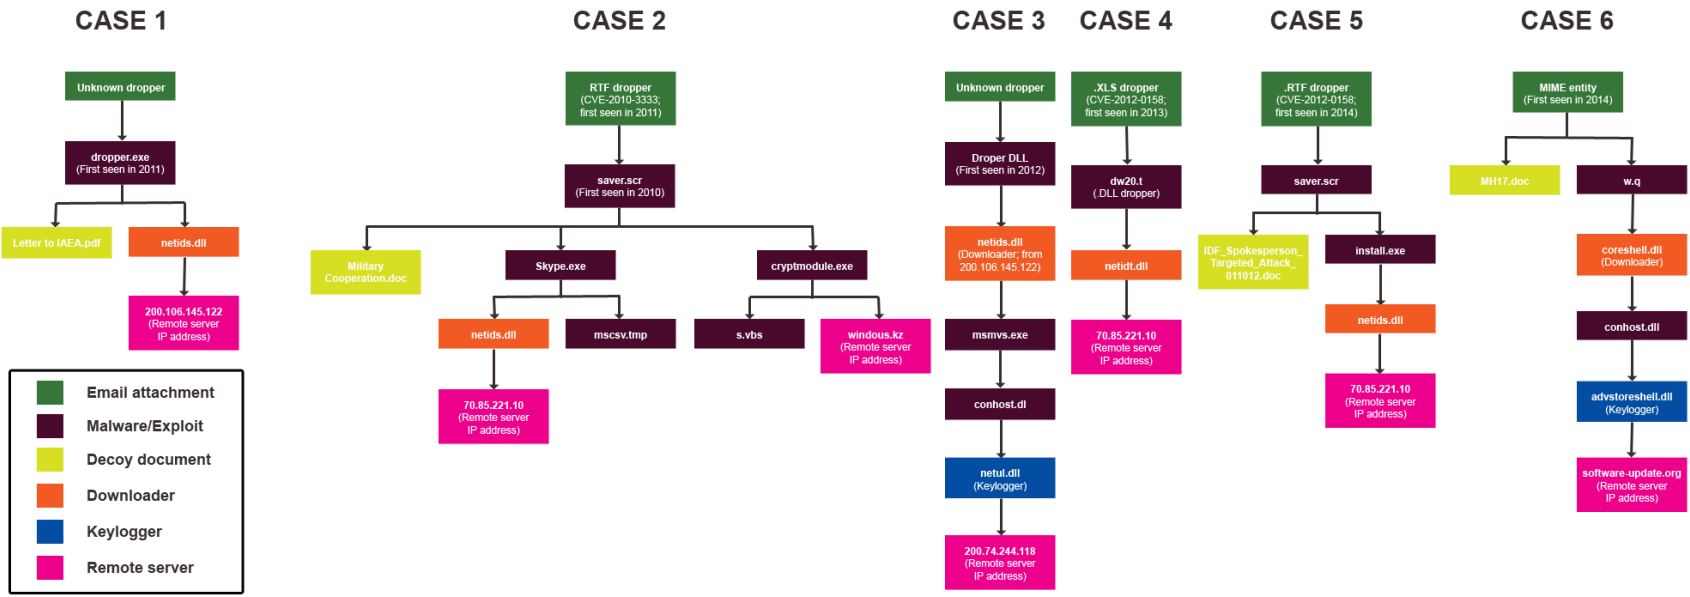 CASE 1
Unknown dropper
dropper.exe
(First seen in 2011)
Letter to IAEA.pdf
netids.dll
200.106.145.122
(Remote server
IP address)
CASE 2
RTF dropper
(CVE-2010-3333;
first seen in 2011)
saver.scr
(First seen in 2010)
Military
Cooperation.doc
Skype.exe
cryptmodule.exe
netids.dll
mscsv.tmp
s.vbs
windous.kz
(Remote server
IP address)
70.85.221.10
(Remote server
IP address)
CASE 3
Unknown dropper
Droper DLL
(First seen in 2012)
netids.dll
(Downloader; from
200.106.145.122)
msmvs.exe
conhost.dl
netul.dll
(Keylogger)
200.74.244.118
(Remote server
IP address)
CASE 4
.XLS dropper
(CVE-2012-0158;
first seen in 2013)
dw20.t
(.DLL dropper)
netidt.dll
70.85.221.10
(Remote server
IP address)
CASE 5
.RTF dropper
(CVE-2012-0158;
first seen in 2014)
saver.scr
IDF_Spokesperson_
Targeted_Attack_
011012.doc
install.exe
netids.dll
70.85.221.10
(Remote server
IP address)
CASE 6
MIME entity
(First seen in 2014)
MH17.doc
w.q
coreshell.dll
(Downloader)
conhost.dll
advstoreshell.dll
(Keylogger)
software-update.org
(Remote server
IP address)
Email attachment
Malware/Exploit
Decoy document
Downloader
Keylogger
Remote server